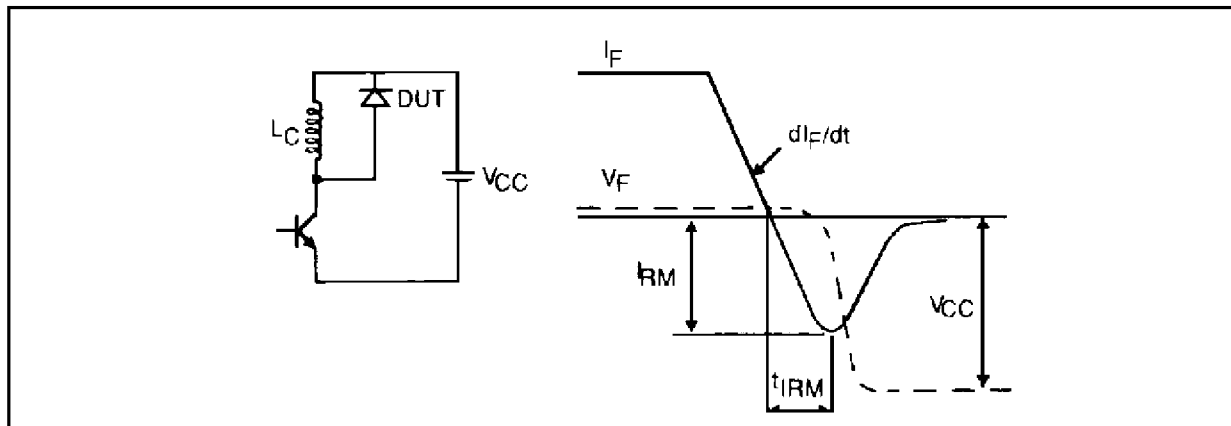 DUT
LC
VCC
IF
dIF/dt
VF
IRM
VCC
tIRM